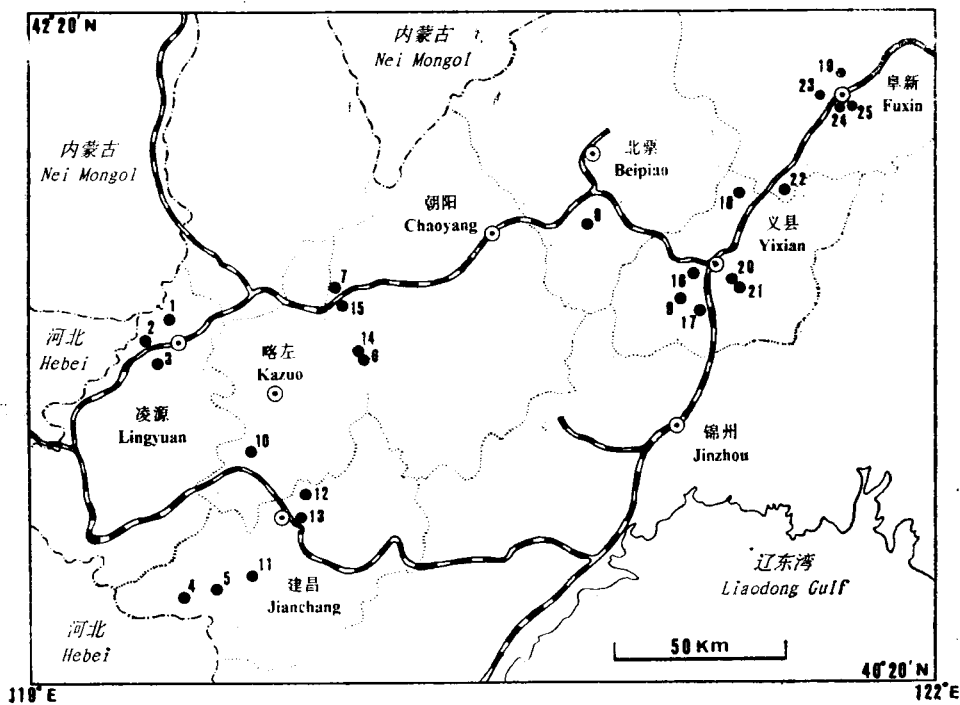 42°20'N
内蒙古
Nei Mongol
内蒙古
Nei Mongol
19
23
24
25
阜新
Fuxin
北票
Beipiao
朝阳
Chaoyang
8
18
22
义县
Yixian
7
15
16
20
21
9
17
1
2
3
河北
Hebei
14
6
喀左
Kazuo
凌源
Lingyuan
锦州
Jinzhou
10
12
13
11
5
4
建昌
Jianchang
辽东湾
Liaodong Gulf
河北
Hebei
50 Km
40°20'N
119°E
122°E